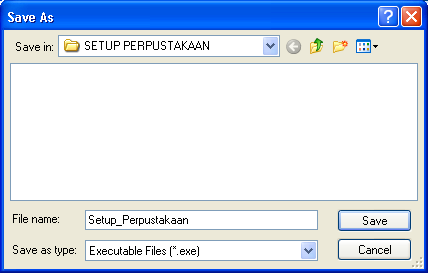 Save As
Save in: SETUP PERPUSTAKAAN
File name: Setup_Perpustakaan Save
Save as type: Executable Files (*.exe) Cancel